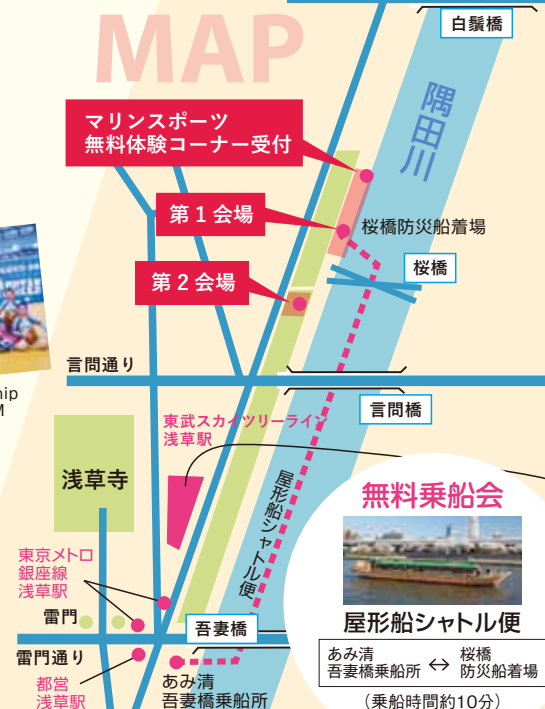 MAP
白鬚橋
隅田川
マリンスポーツ
無料体験コーナー受付
第1会場
桜橋防災船着場
桜橋
第2会場
言問通り
hip
M
言問橋
東武スカイツリーライン
浅草駅
浅草寺
屋形船シャトル便
無料乗船会
東京メトロ
銀座線
浅草駅
雷門
吾妻橋
雷門通り
都営
浅草駅
あみ清
吾妻橋乗船所
屋形船シャトル便
あみ清
吾妻橋乗船所
↔
桜橋
防災船着場
（乗船時間約10分）